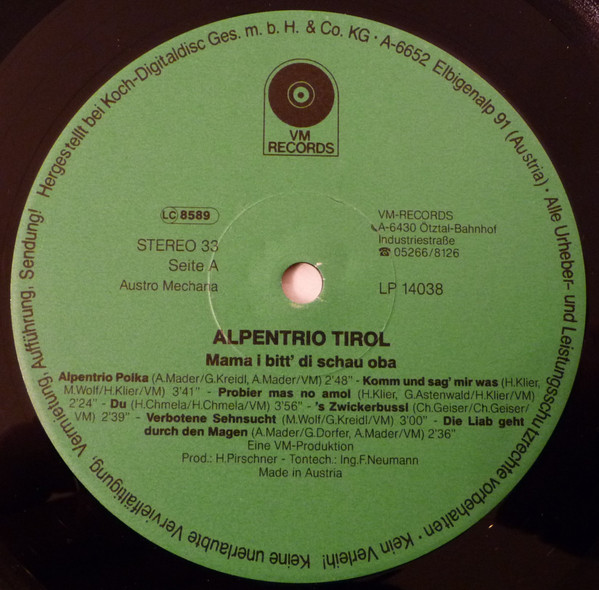 Hergestellt bei Koch-Digitaldisc Ges. m. b. H. & Co. KG · A-6652 Elbigenalp 91 (Austria) · Alle Urheber- und Leistungsschutzrechte vorbehalten · Kein Verleih! Keine unerlaubte Vervielfältigung, Vermietung, Aufführung, Sendung!
VM
RECORDS
LC 8589
STEREO 33
Seite A
Austro Mechana
VM-RECORDS
A-6430 Ötztal-Bahnhof
Industriestraße
☎ 05266/8126
LP 14038
ALPENTRIO TIROL
Mama i bitt' di schau oba
Alpentrio Polka (A.Mader/G.Kreidl, A.Mader/VM) 2'48" - Komm und sag' mir was (H.Klier,
M.Wolf/H.Klier/VM) 3'41" - Probier mas no amol (H.Klier, G.Astenwald/H.Klier/VM)
2'24" - Du (H.Chmela/H.Chmela/VM) 3'56" - 's Zwickerbussl (Ch.Geiser/Ch.Geiser/
VM) 2'39" - Verbotene Sehnsucht (M.Wolf/G.Kreidl/VM) 3'00" - Die Liab geht
durch den Magen (A.Mader/G.Dorfer, A.Mader/VM) 2'36"
Eine VM-Produktion
Prod.: H.Pirschner - Tontech.: Ing.F.Neumann
Made in Austria